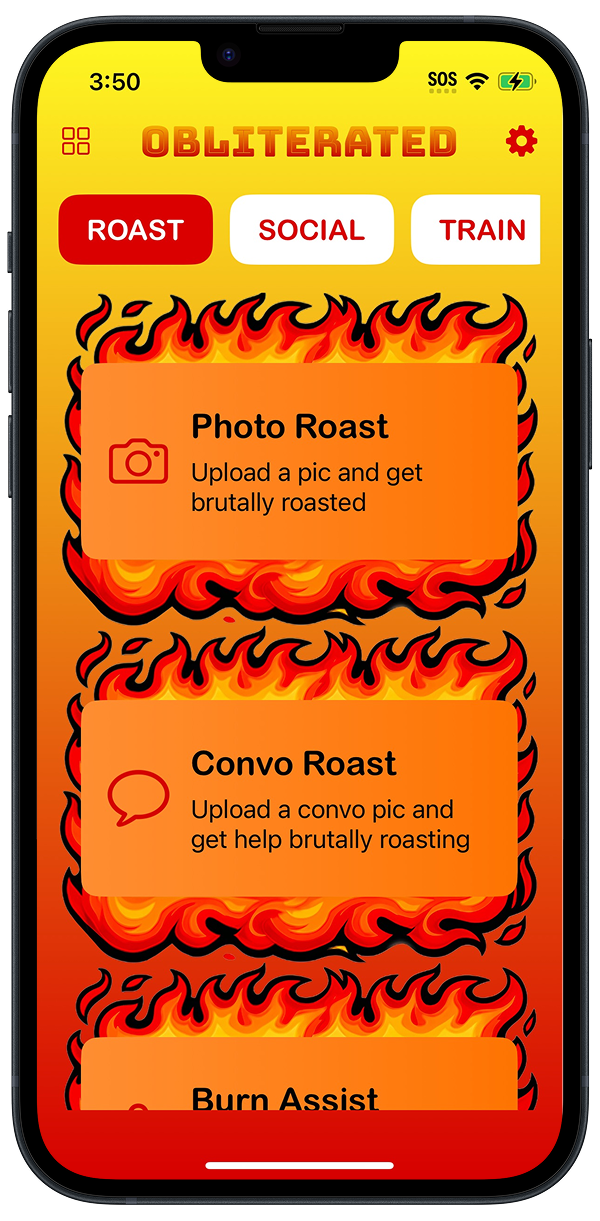 3:50
SOS
OBLITERATED
ROAST
SOCIAL
TRAIN
Photo Roast
Upload a pic and get
brutally roasted
Convo Roast
Upload a convo pic and
get help brutally roasting
Burn Assist